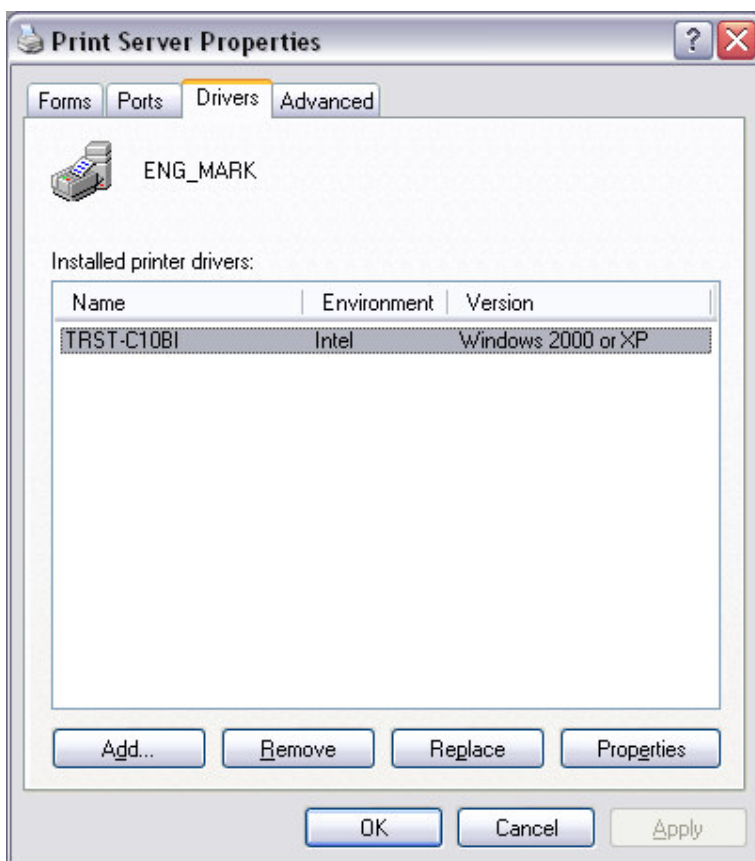 Print Server Properties
Forms Ports Drivers Advanced
ENG_MARK
Installed printer drivers:
Name Environment Version
TRST-C10BI Intel Windows 2000 or XP
Add... Remove Replace Properties
OK Cancel Apply